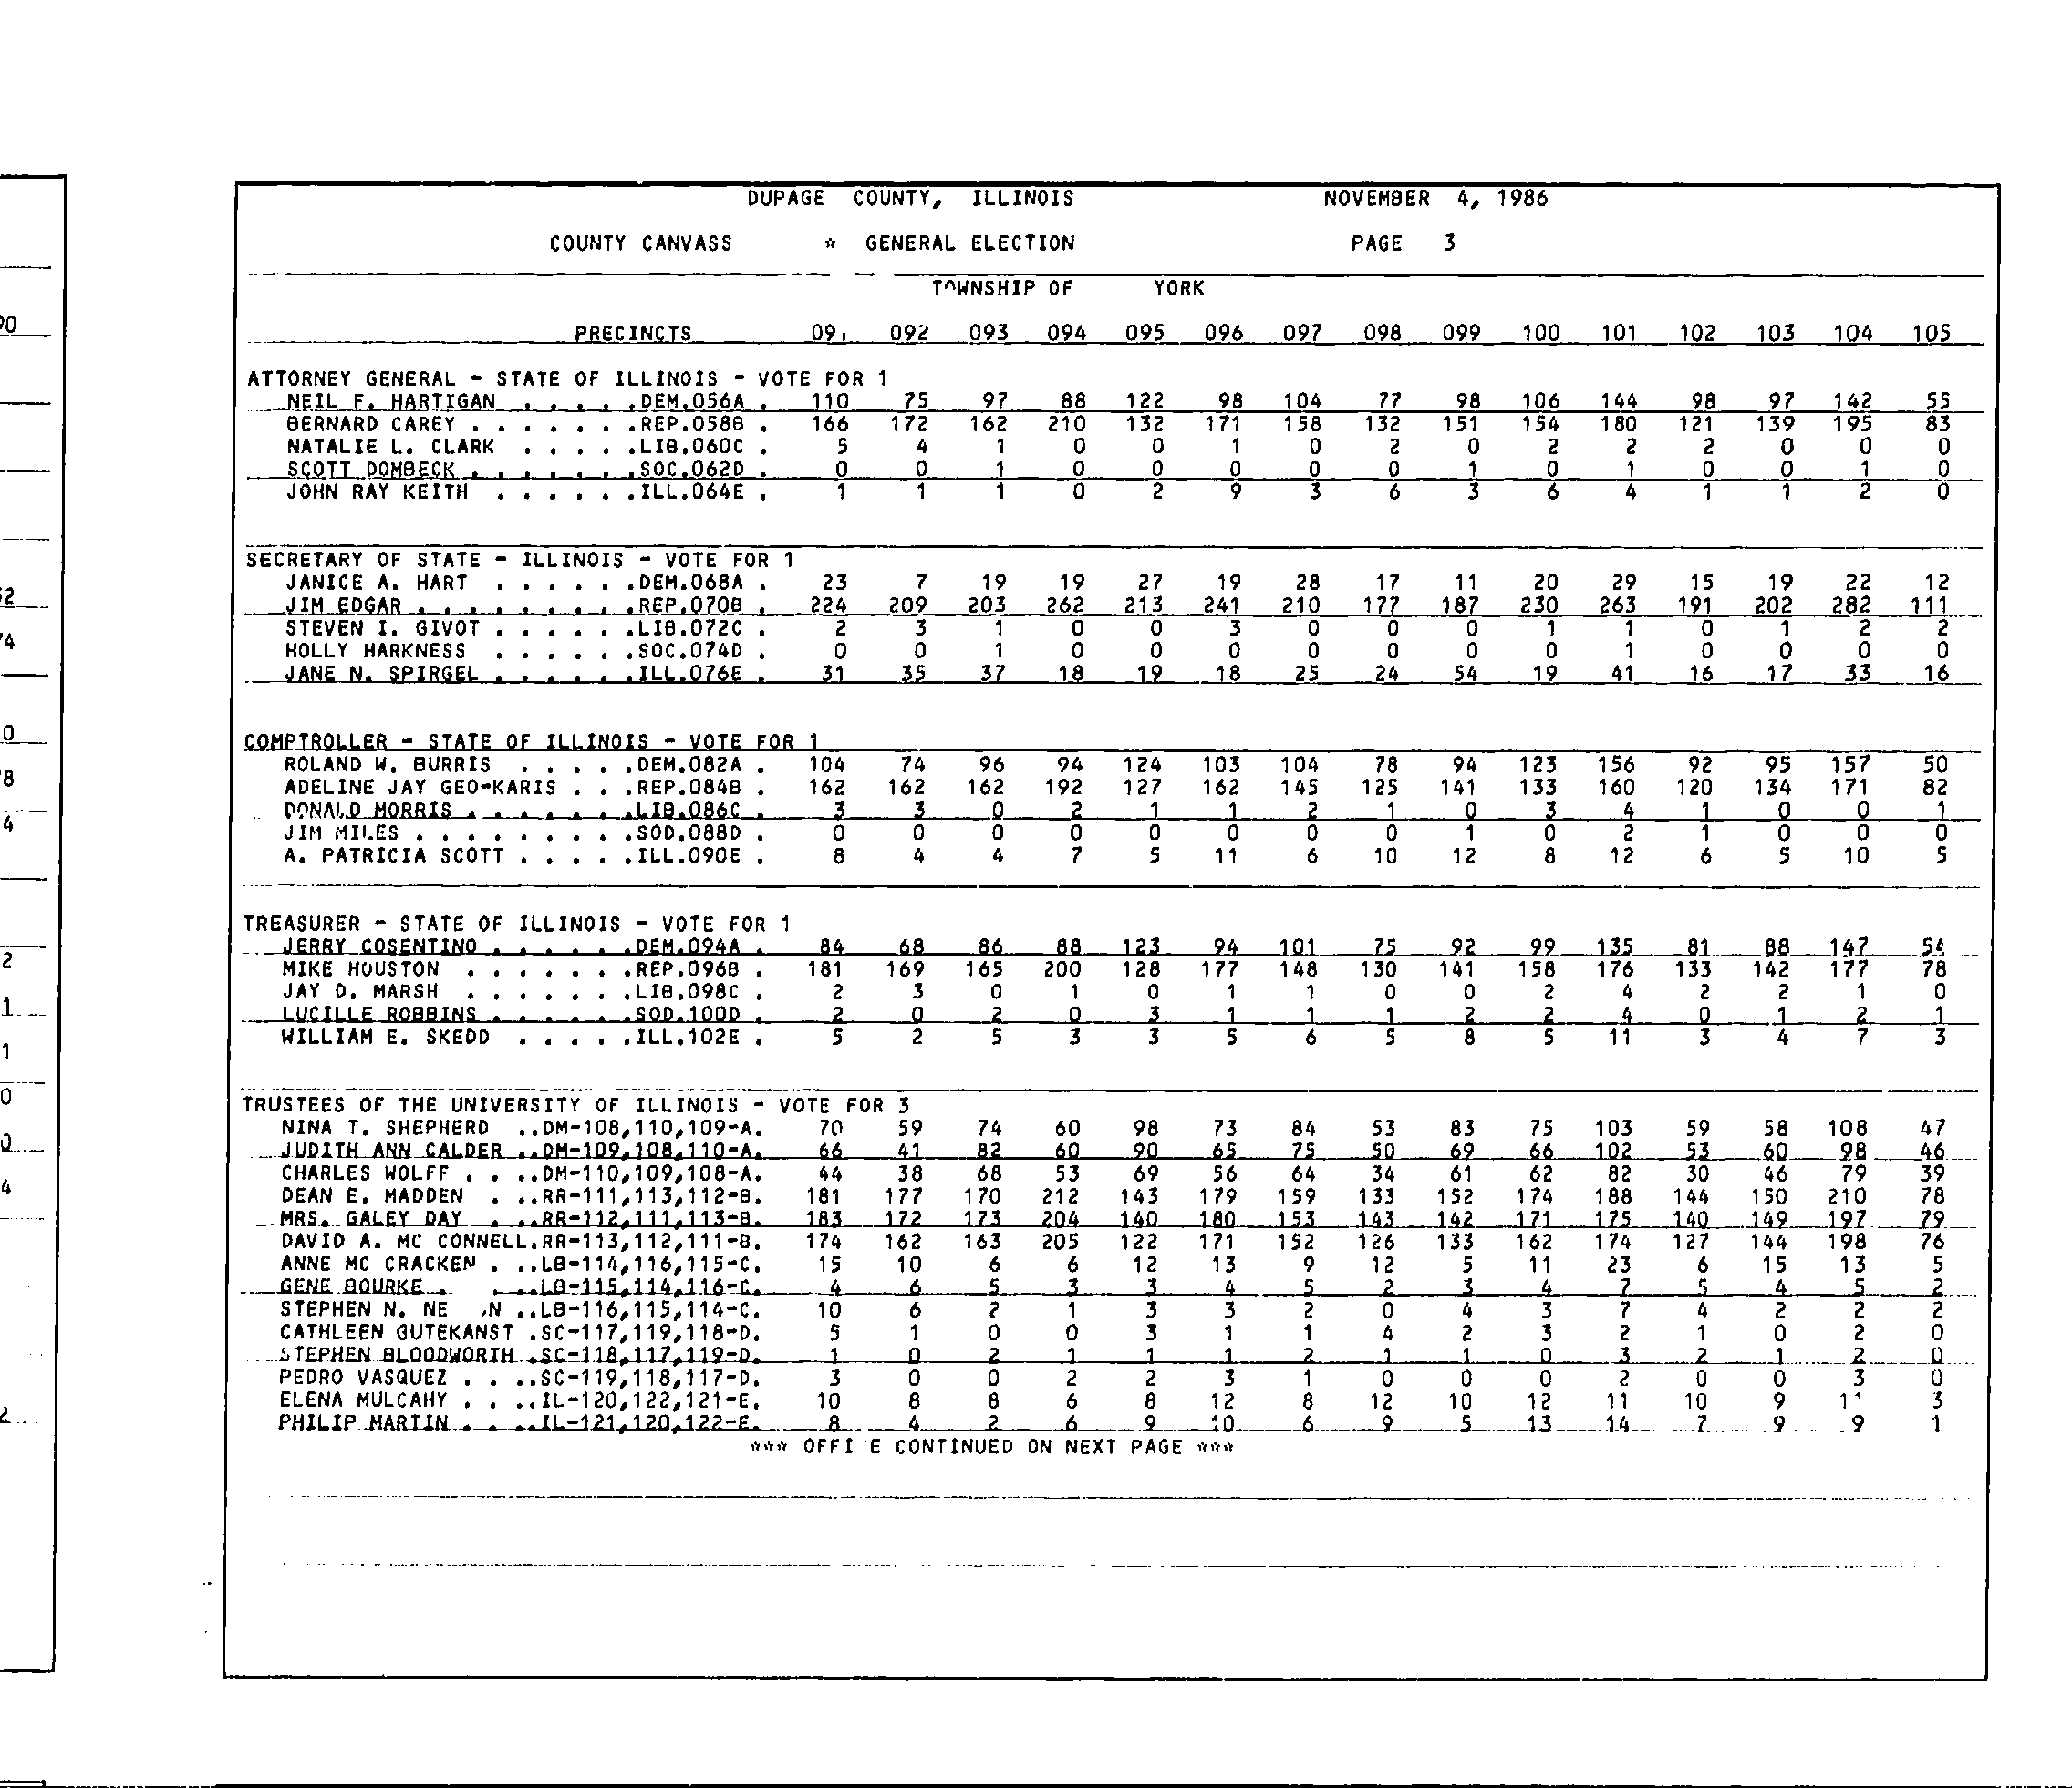 DUPAGE COUNTY, ILLINOIS NOVEMBER 4, 1986
COUNTY CANVASS * GENERAL ELECTION PAGE 3
TOWNSHIP OF YORK
PRECINCTS 092 093 094 095 096 097 098 099 100 101 102 103 104 105
ATTORNEY GENERAL - STATE OF ILLINOIS - VOTE FOR 1
NEIL F. HARTIGAN . . . . . .DEM.056A . 110 75 97 88 122 98 104 77 98 106 144 98 97 142 55
BERNARD CAREY . . . . . . .REP.058B . 166 172 162 210 132 171 158 132 151 154 180 121 139 195 83
NATALIE L. CLARK . . . . .LIB.060C . 5 4 1 0 0 1 0 2 0 2 2 2 0 0 0
SCOTT DOMBECK . . . . . . .SOC.062D . 0 0 1 0 0 0 0 0 1 0 1 0 0 1 0
JOHN RAY KEITH . . . . . .ILL.064E . 1 1 1 0 2 9 3 6 3 6 4 1 1 2 0
SECRETARY OF STATE - ILLINOIS - VOTE FOR 1
JANICE A. HART . . . . . .DEM.068A . 23 7 19 19 27 19 28 17 11 20 29 15 19 22 12
JIM EDGAR . . . . . . . . .REP.070B . 224 209 203 262 213 241 210 177 187 230 263 191 202 282 111
STEVEN I. GIVOT . . . . . .LIB.072C . 2 3 1 0 0 3 0 0 0 1 1 0 1 2 2
HOLLY HARKNESS . . . . . .SOC.074D . 0 0 1 0 0 0 0 0 0 0 1 0 0 0 0
JANE N. SPIRGEL . . . . . .ILL.076E . 31 35 37 18 19 18 25 24 54 19 41 16 17 33 16
COMPTROLLER - STATE OF ILLINOIS - VOTE FOR 1
ROLAND W. BURRIS . . . . .DEM.082A . 104 74 96 94 124 103 104 78 94 123 156 92 95 157 50
ADELINE JAY GEO-KARIS . . .REP.084B . 162 162 162 192 127 162 145 125 141 133 160 120 134 171 82
DONALD MORRIS . . . . . . .LIB.086C . 3 3 0 2 1 1 2 1 0 3 4 1 0 0 1
JIM MILES . . . . . . . . .SOD.088D . 0 0 0 0 0 0 0 0 1 0 2 1 0 0 0
A. PATRICIA SCOTT . . . . .ILL.090E . 8 4 4 7 5 11 6 10 12 8 12 6 5 10 5
TREASURER - STATE OF ILLINOIS - VOTE FOR 1
JERRY COSENTINO . . . . . .DEM.094A . 84 68 86 88 123 94 101 75 92 99 135 81 88 147
MIKE HOUSTON . . . . . . .REP.096B . 181 169 165 200 128 177 148 130 141 158 176 133 142 177 78
JAY D. MARSH . . . . . . .LIB.098C . 2 3 0 1 0 1 1 0 0 2 4 2 2 1 0
LUCILLE ROBBINS . . . . . .SOD.100D . 2 0 2 0 3 1 1 1 2 2 4 0 1 2 1
WILLIAM E. SKEDD . . . . .ILL.102E . 5 2 5 3 3 5 6 5 8 5 11 3 4 7 3
TRUSTEES OF THE UNIVERSITY OF ILLINOIS - VOTE FOR 3
NINA T. SHEPHERD ..DM-108,110,109-A. 70 59 74 60 98 73 84 53 83 75 103 59 58 108 47
JUDITH ANN CALDER ..DM-109,108,110-A. 66 41 82 60 90 65 75 50 69 66 102 53 60 98 46
CHARLES WOLFF . . ..DM-110,109,108-A. 44 38 68 53 69 56 64 34 61 62 82 30 46 79 39
DEAN E. MADDEN . ..RR-111,113,112-B. 181 177 170 212 143 179 159 133 152 174 188 144 150 210 78
MRS. GALEY DAY . ..RR-112,111,113-B. 183 172 173 204 140 180 153 143 142 171 175 140 149 197 79
DAVID A. MC CONNELL.RR-113,112,111-B. 174 162 163 205 122 171 152 126 133 162 174 127 144 198 76
ANNE MC CRACKEN . ..LB-114,116,115-C. 15 10 6 6 12 13 9 12 5 11 23 6 15 13 5
GENE BOURKE . ...LB-115,114,116-C. 4 6 5 3 3 4 5 2 3 4 7 5 4 5 2
STEPHEN N. ..LB-116,115,114-C. 10 6 2 1 3 3 2 0 4 3 7 4 2 2 2
CATHLEEN GUTEKANST .SC-117,119,118-D. 5 1 0 0 3 1 1 4 2 3 2 1 0 2 0
STEPHEN BLOODWORTH .SC-118,117,119-D. 1 0 2 1 1 1 2 1 1 0 3 2 1 2 0
PEDRO VASQUEZ . . ..SC-119,118,117-D. 3 0 0 2 2 3 1 0 0 0 2 0 0 3 0
ELENA MULCAHY . . ..IL-120,122,121-E. 10 8 8 6 8 12 8 12 10 12 11 10 9 3
PHILIP MARTIN . . ..IL-121,120,122-E. 8 4 2 6 9 10 6 9 5 13 14 7 9 9 1
*** OFFICE CONTINUED ON NEXT PAGE ***